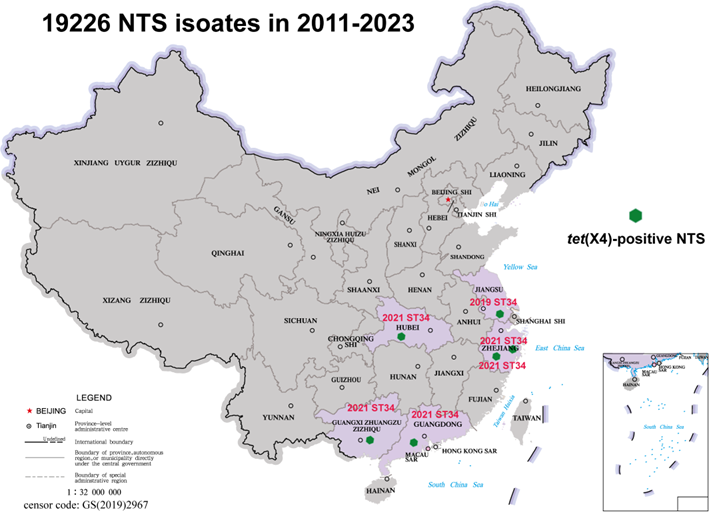 19226 NTS isoates in 2011-2023
HEILONGJIANG
JILIN
LIAONING
XINJIANG UYGUR ZIZHIQU
NEI MONGOL ZIZHIQU
BEIJING SHI
TIANJIN SHI
HEBEI
GANSU
NINGXIA HUIZU
ZIZHIQU
SHANXI
SHANDONG
QINGHAI
tet(X4)-positive NTS
Yellow Sea
SHAANXI
HENAN
JIANGSU
2019 ST34
XIZANG ZIZHIQU
SICHUAN
2021 ST34
HUBEI
ANHUI
SHANGHAI SHI
CHONGQING
SHI
2021 ST34
ZHEJIANG
2021 ST34
East China Sea
HUNAN
JIANGXI
GUIZHOU
FUJIAN
YUNNAN
2021 ST34
GUANGXI ZHUANGZU
ZIZHIQU
2021 ST34
GUANGDONG
TAIWAN
MACAU
SAR
HONG KONG SAR
HAINAN
South China Sea
LEGEND
BEIJING
Capital
Tianjin
Province-level
administrative centre
Undefined
International boundary
Boundary of province,autonomous
region,or municipality directly
under the central government
Boundary of special
administrative region
1: 32 000 000
censor code: GS(2019)2967
HONG KONG
SAR
MACAU
SAR
HAINAN
South China Sea